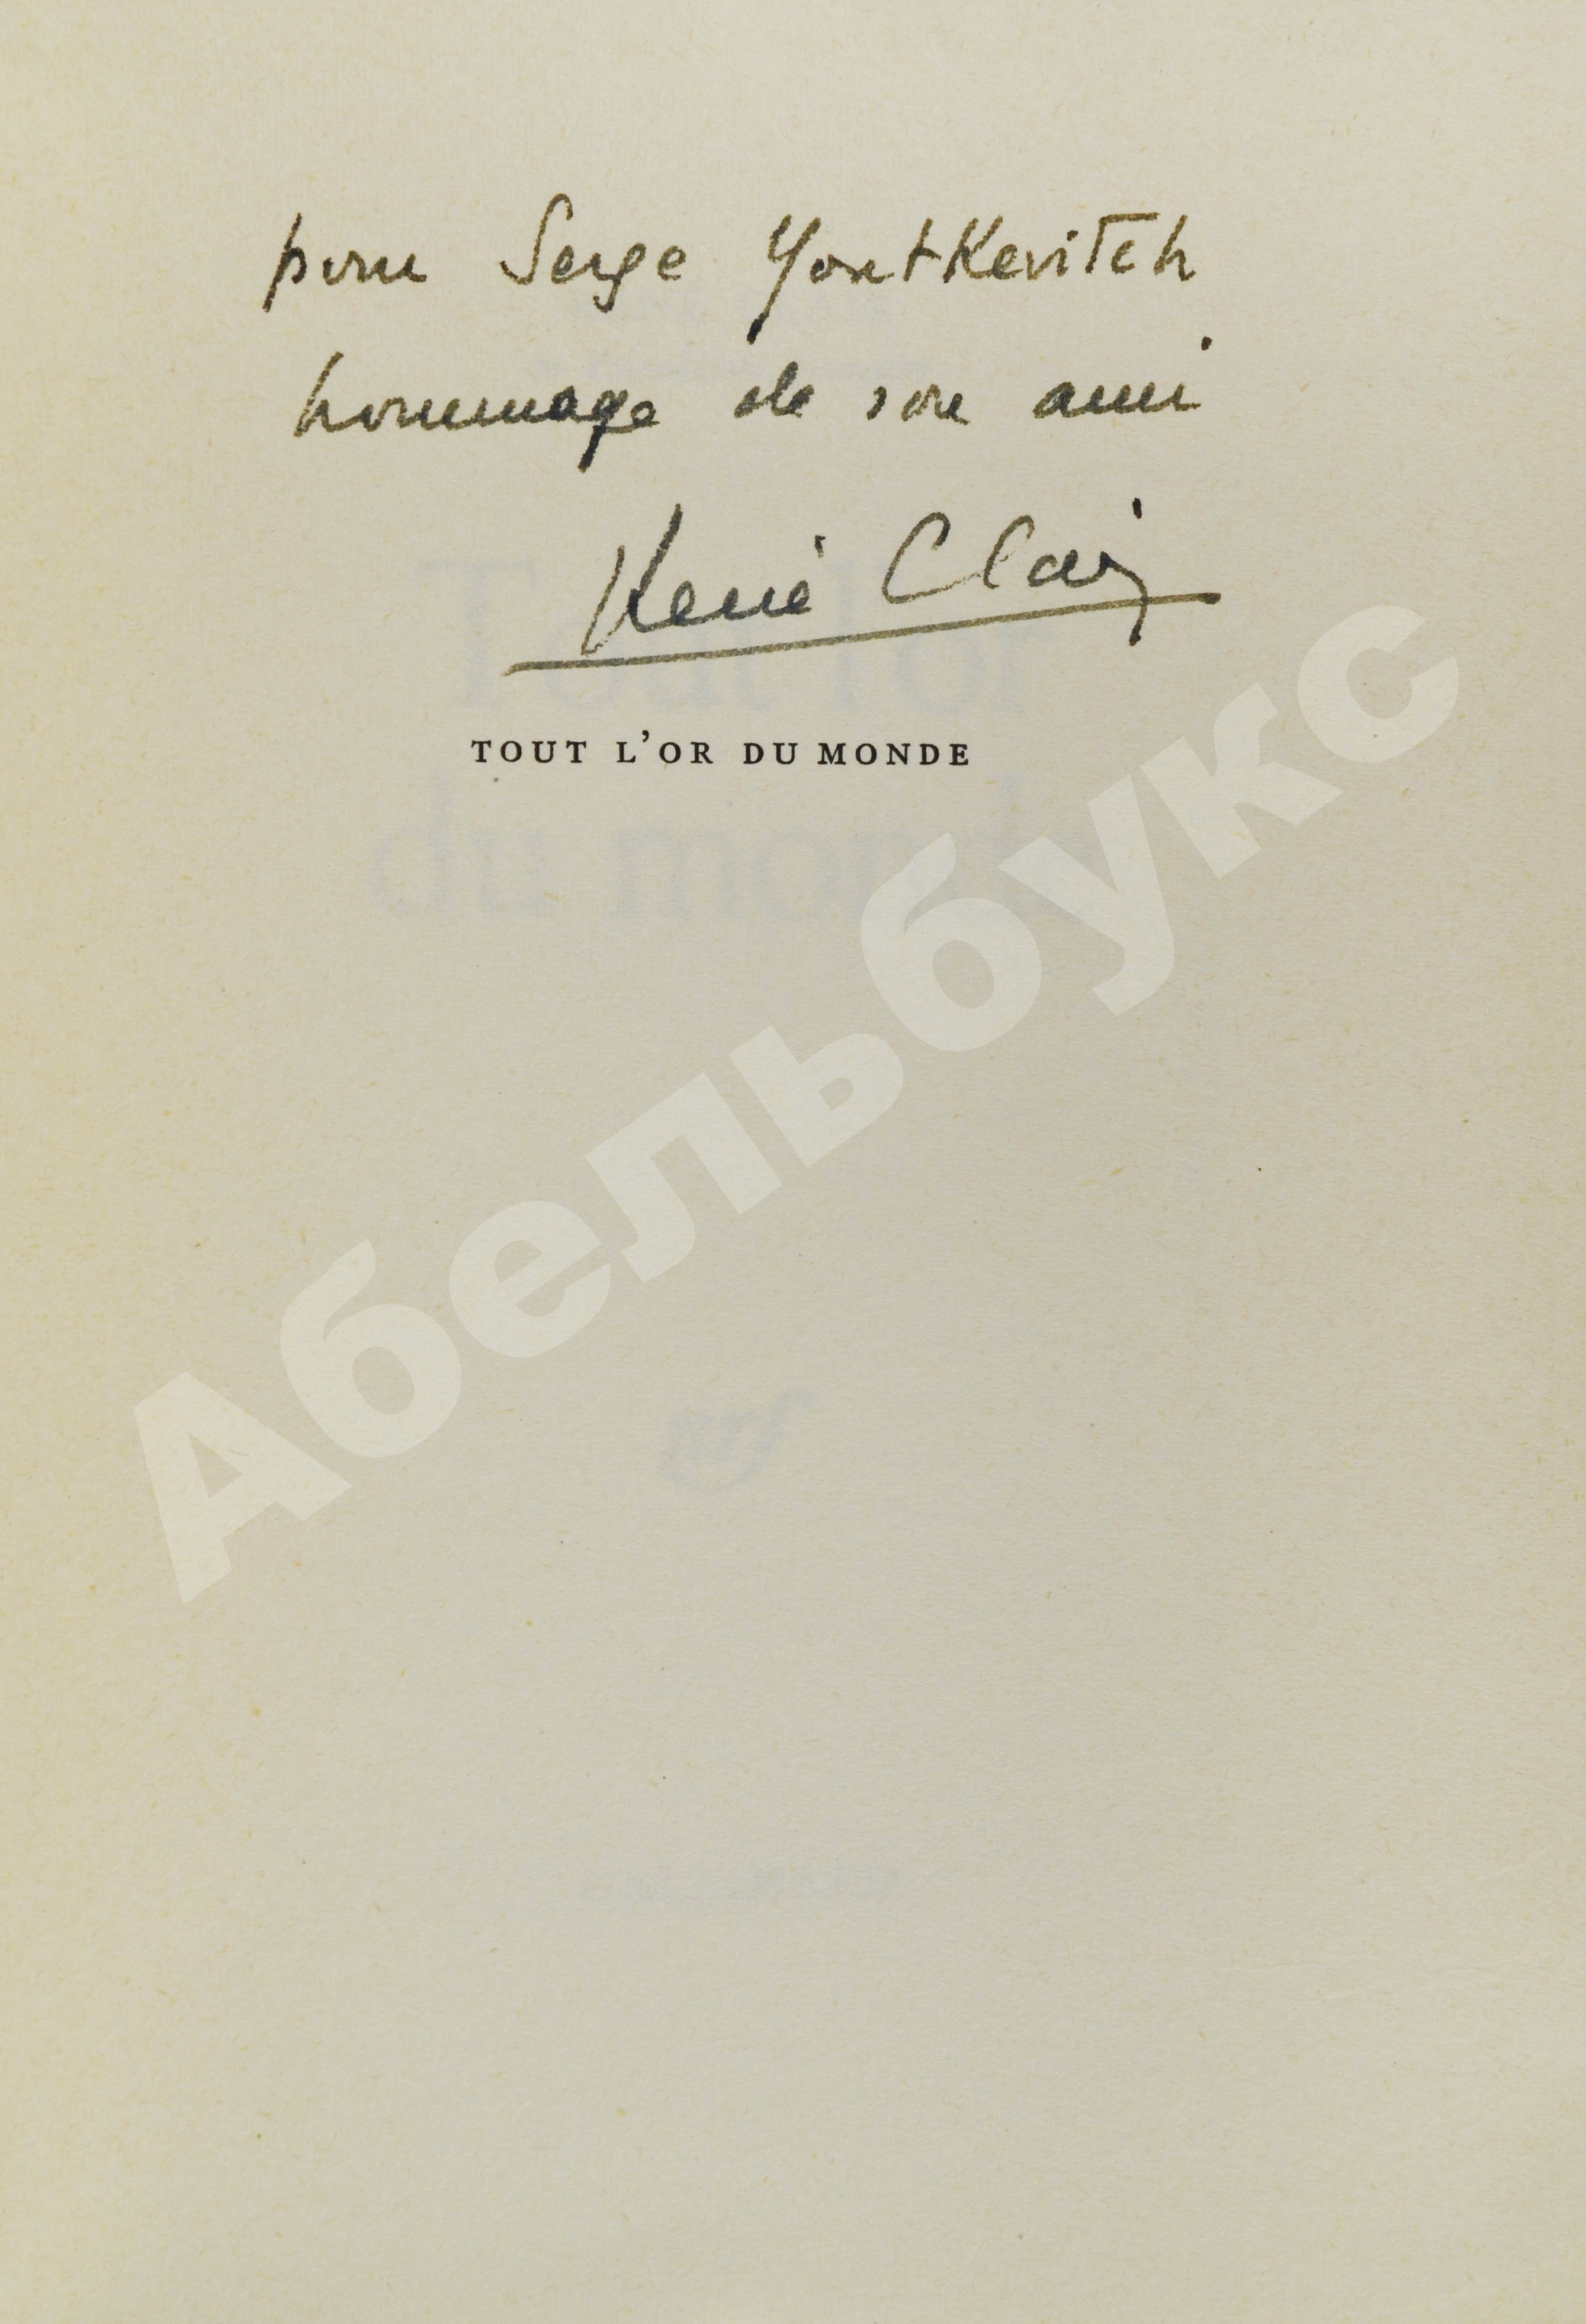 pour Serge Youtkevitch
hommage de son ami
René Clair
TOUT L'OR DU MONDE
Абельбукс